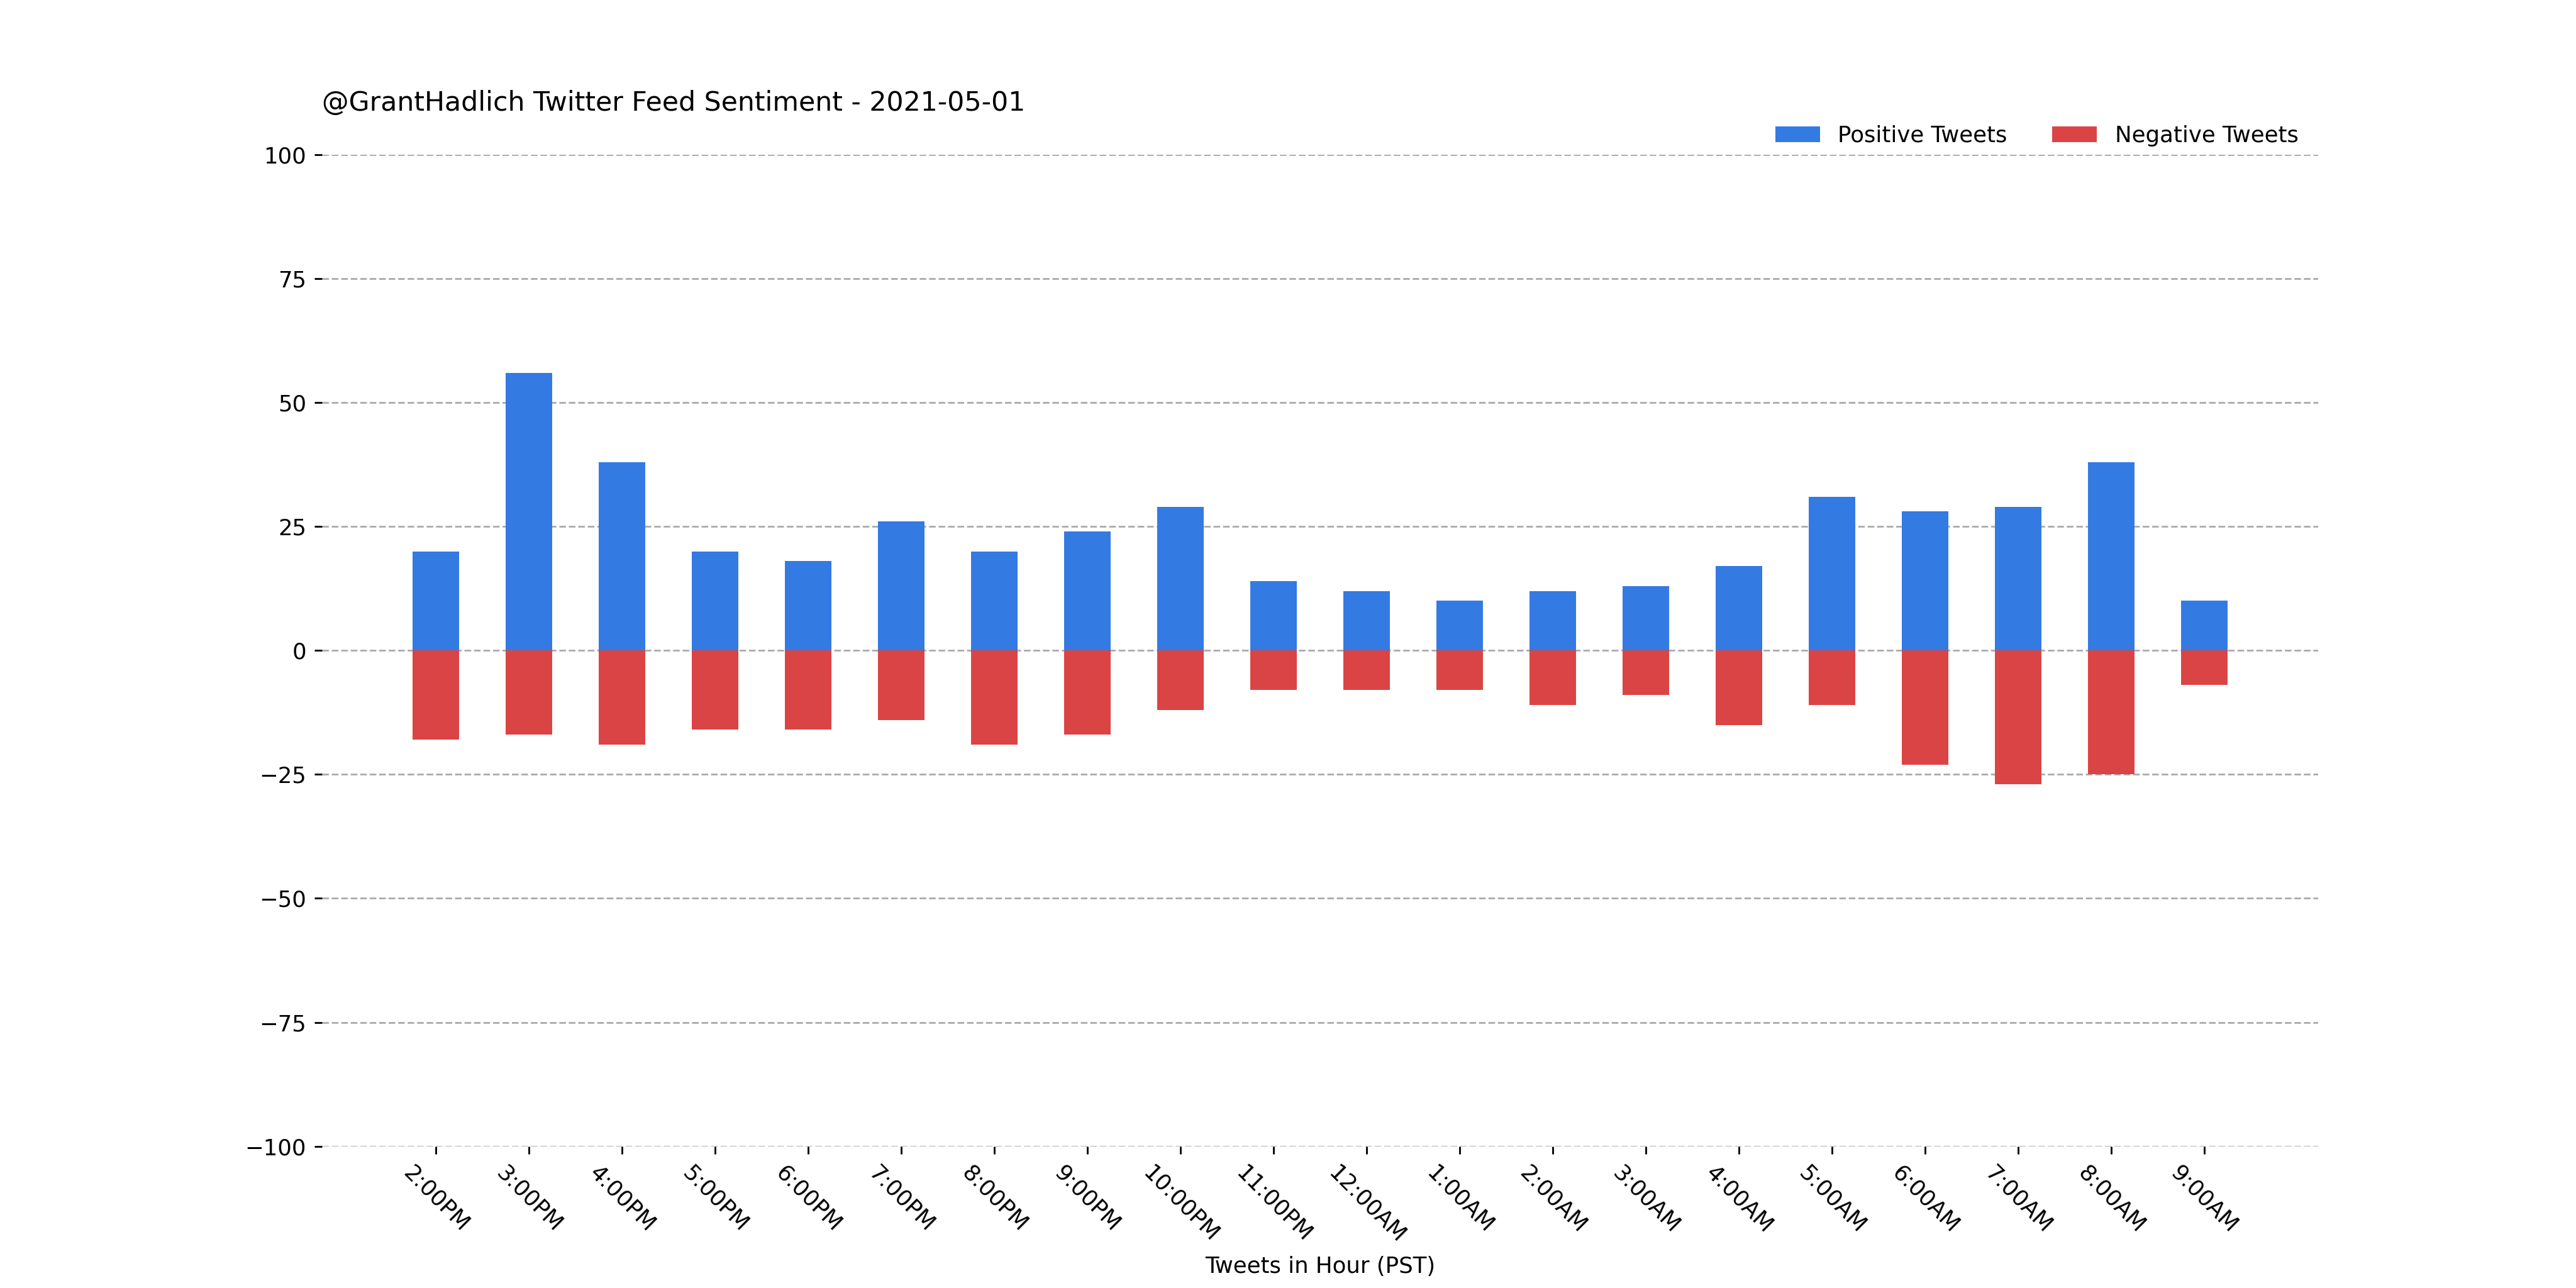 @GrantHadlich Twitter Feed Sentiment - 2021-05-01
Positive Tweets
Negative Tweets
100
75
50
25
0
−25
−50
−75
−100
2:00PM
3:00PM
4:00PM
5:00PM
6:00PM
7:00PM
8:00PM
9:00PM
10:00PM
11:00PM
12:00AM
1:00AM
2:00AM
3:00AM
4:00AM
5:00AM
6:00AM
7:00AM
8:00AM
9:00AM
Tweets in Hour (PST)